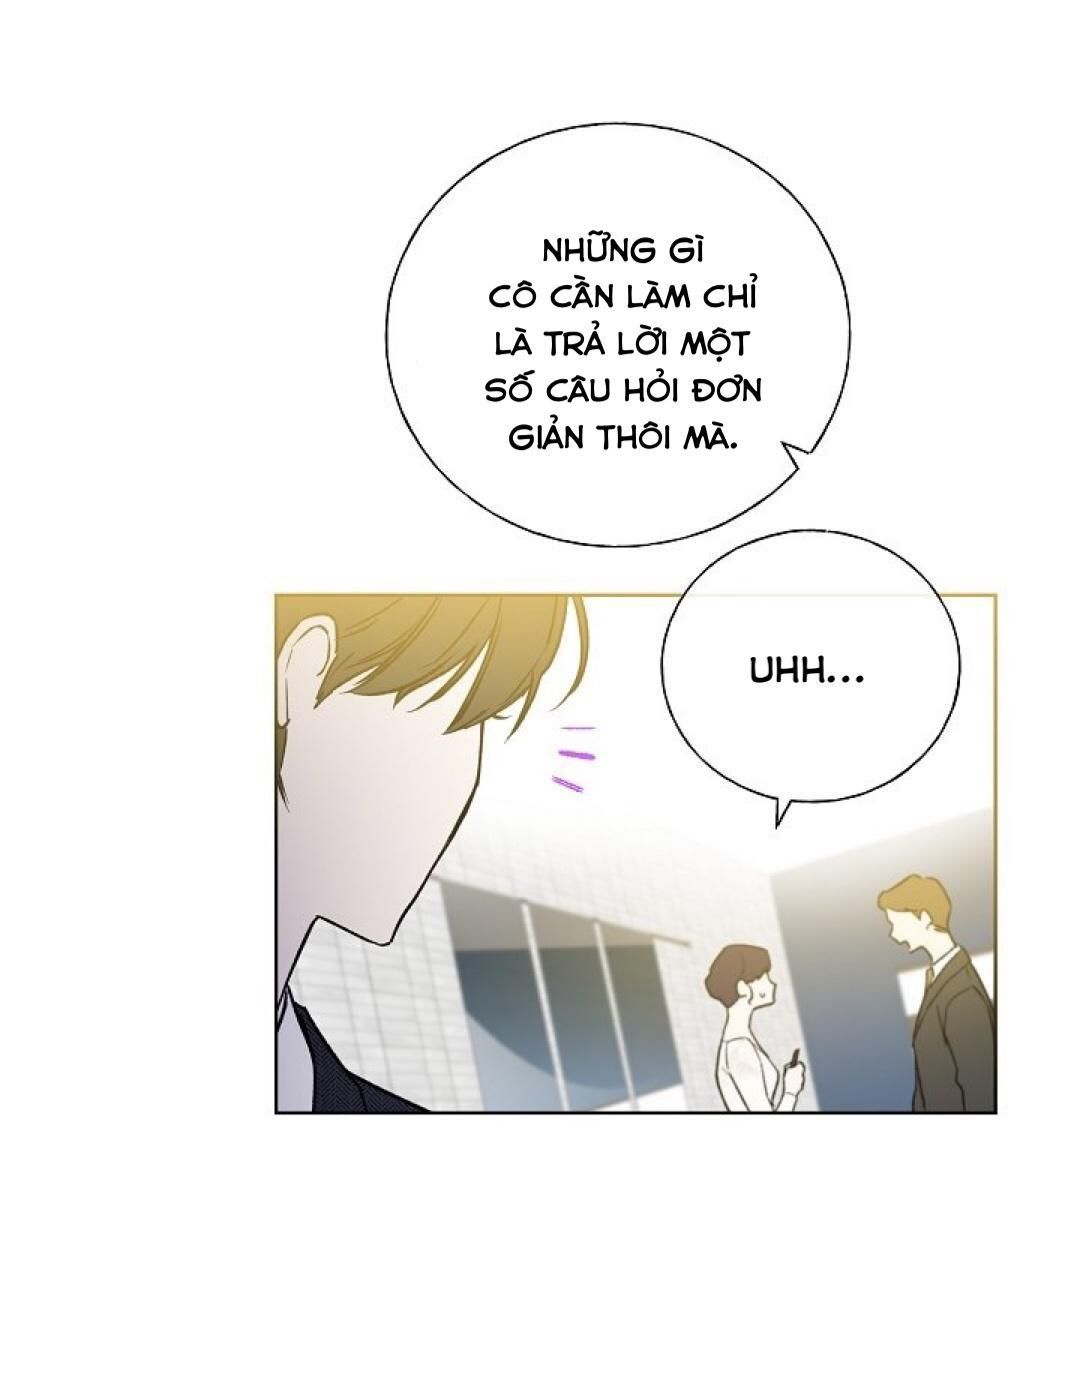 NHỮNG GÌ
CÔ CẦN LÀM CHỈ
LÀ TRẢ LỜI MỘT
SỐ CÂU HỎI ĐƠN
GIẢN THÔI MÀ.
UHH...